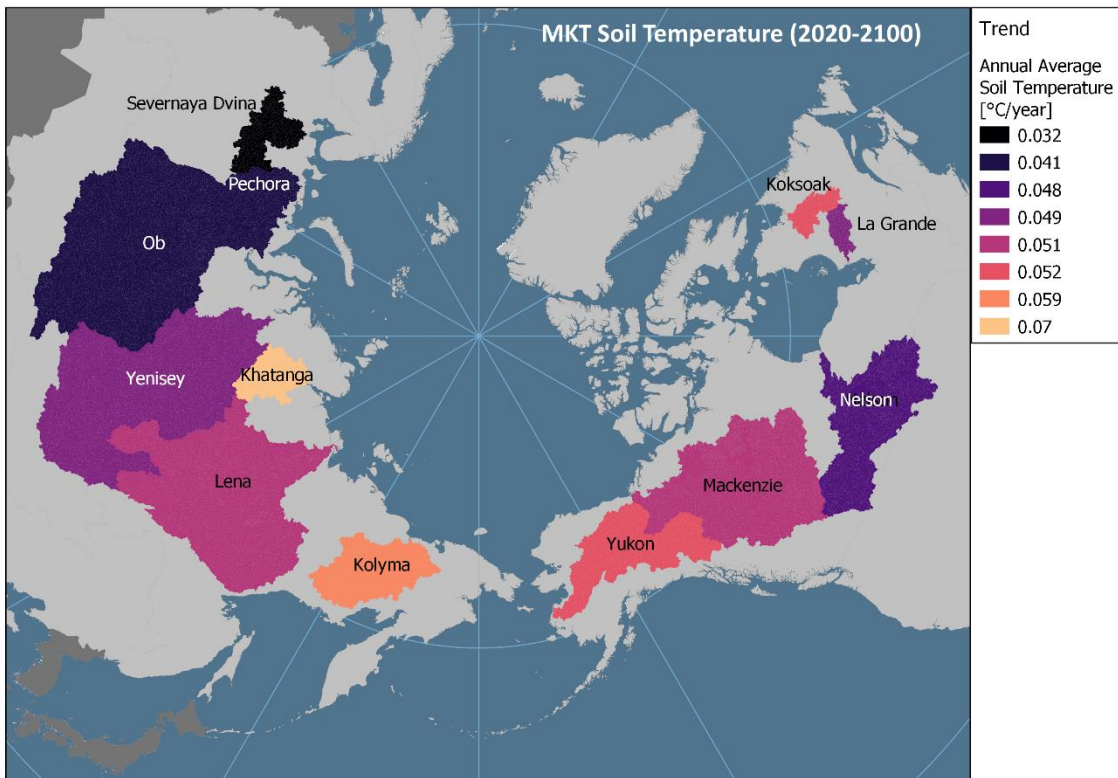 MKT Soil Temperature (2020-2100)
Severnaya Dvina
Pechora
Ob
Yenisey
Khatanga
Lena
Kolyma
Koksoak
La Grande
Nelson
Mackenzie
Yukon
Trend
Annual Average
Soil Temperature
[°C/year]
0.032
0.041
0.048
0.049
0.051
0.052
0.059
0.07